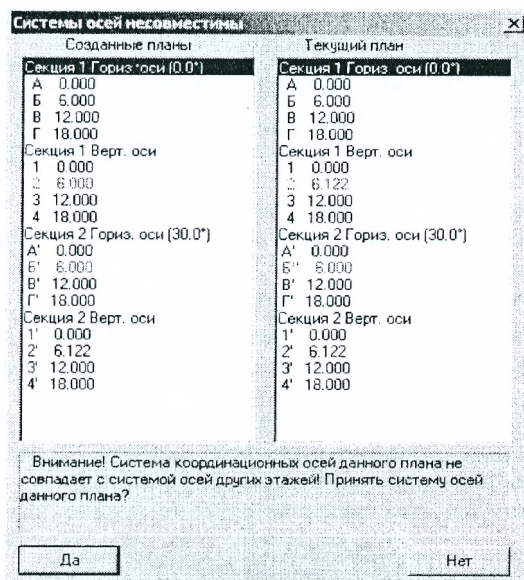 Системы осей несовместимы
Созданные планы
Секция 1 Гориз. оси (0.0°)
А 0.000
Б 6.000
В 12.000
Г 18.000
Секция 1 Верт. оси
1 0.000
2 6.000
3 12.000
4 18.000
Секция 2 Гориз. оси (30.0°)
А' 0.000
Б' 6.000
В' 12.000
Г' 18.000
Секция 2 Верт. оси
1' 0.000
2' 6.122
3' 12.000
4' 18.000
Текущий план
Секция 1 Гориз. оси (0.0°)
А 0.000
Б 6.000
В 12.000
Г 18.000
Секция 1 Верт. оси
1 0.000
2 6.122
3 12.000
4 18.000
Секция 2 Гориз. оси (30.0°)
А' 0.000
Б'' 6.000
В' 12.000
Г' 18.000
Секция 2 Верт. оси
1' 0.000
2' 6.122
3' 12.000
4' 18.000
Внимание! Система координационных осей данного плана не
совпадает с системой осей других этажей! Принять систему осей
данного плана?
Да
Нет